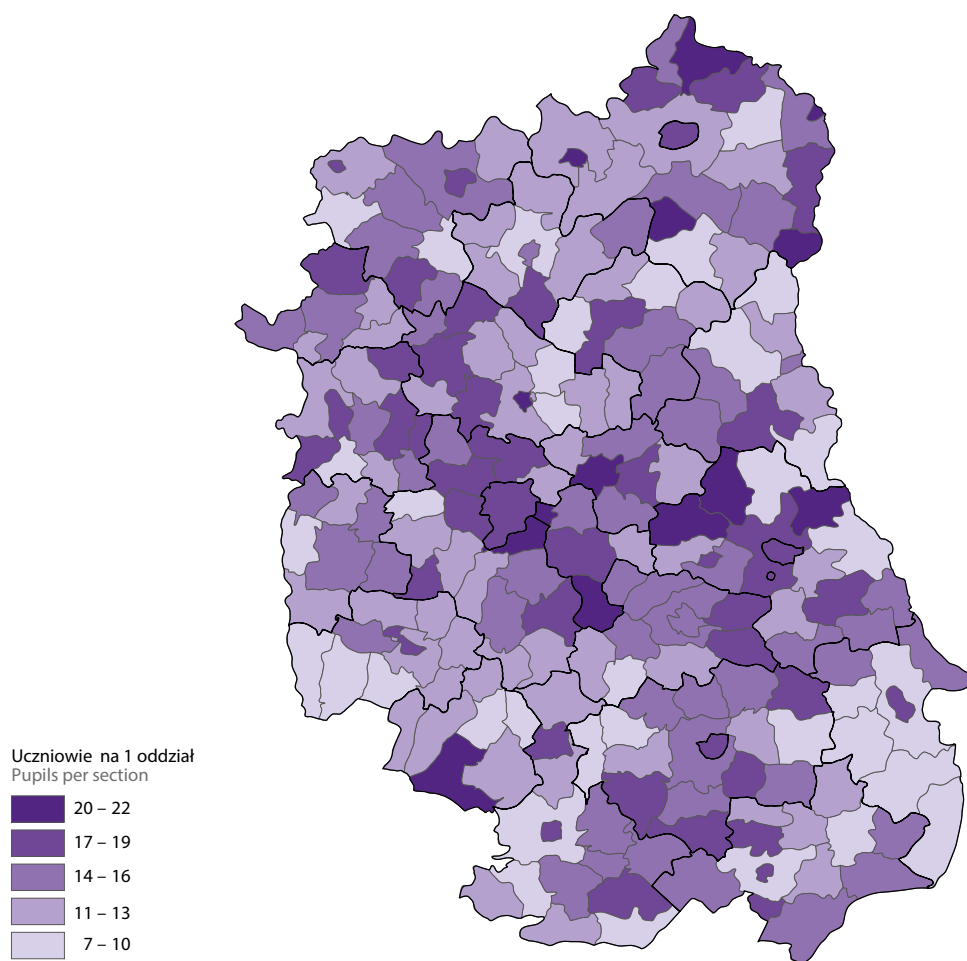 Uczniowie na 1 oddział
Pupils per section
20 – 22
17 – 19
14 – 16
11 – 13
7 – 10